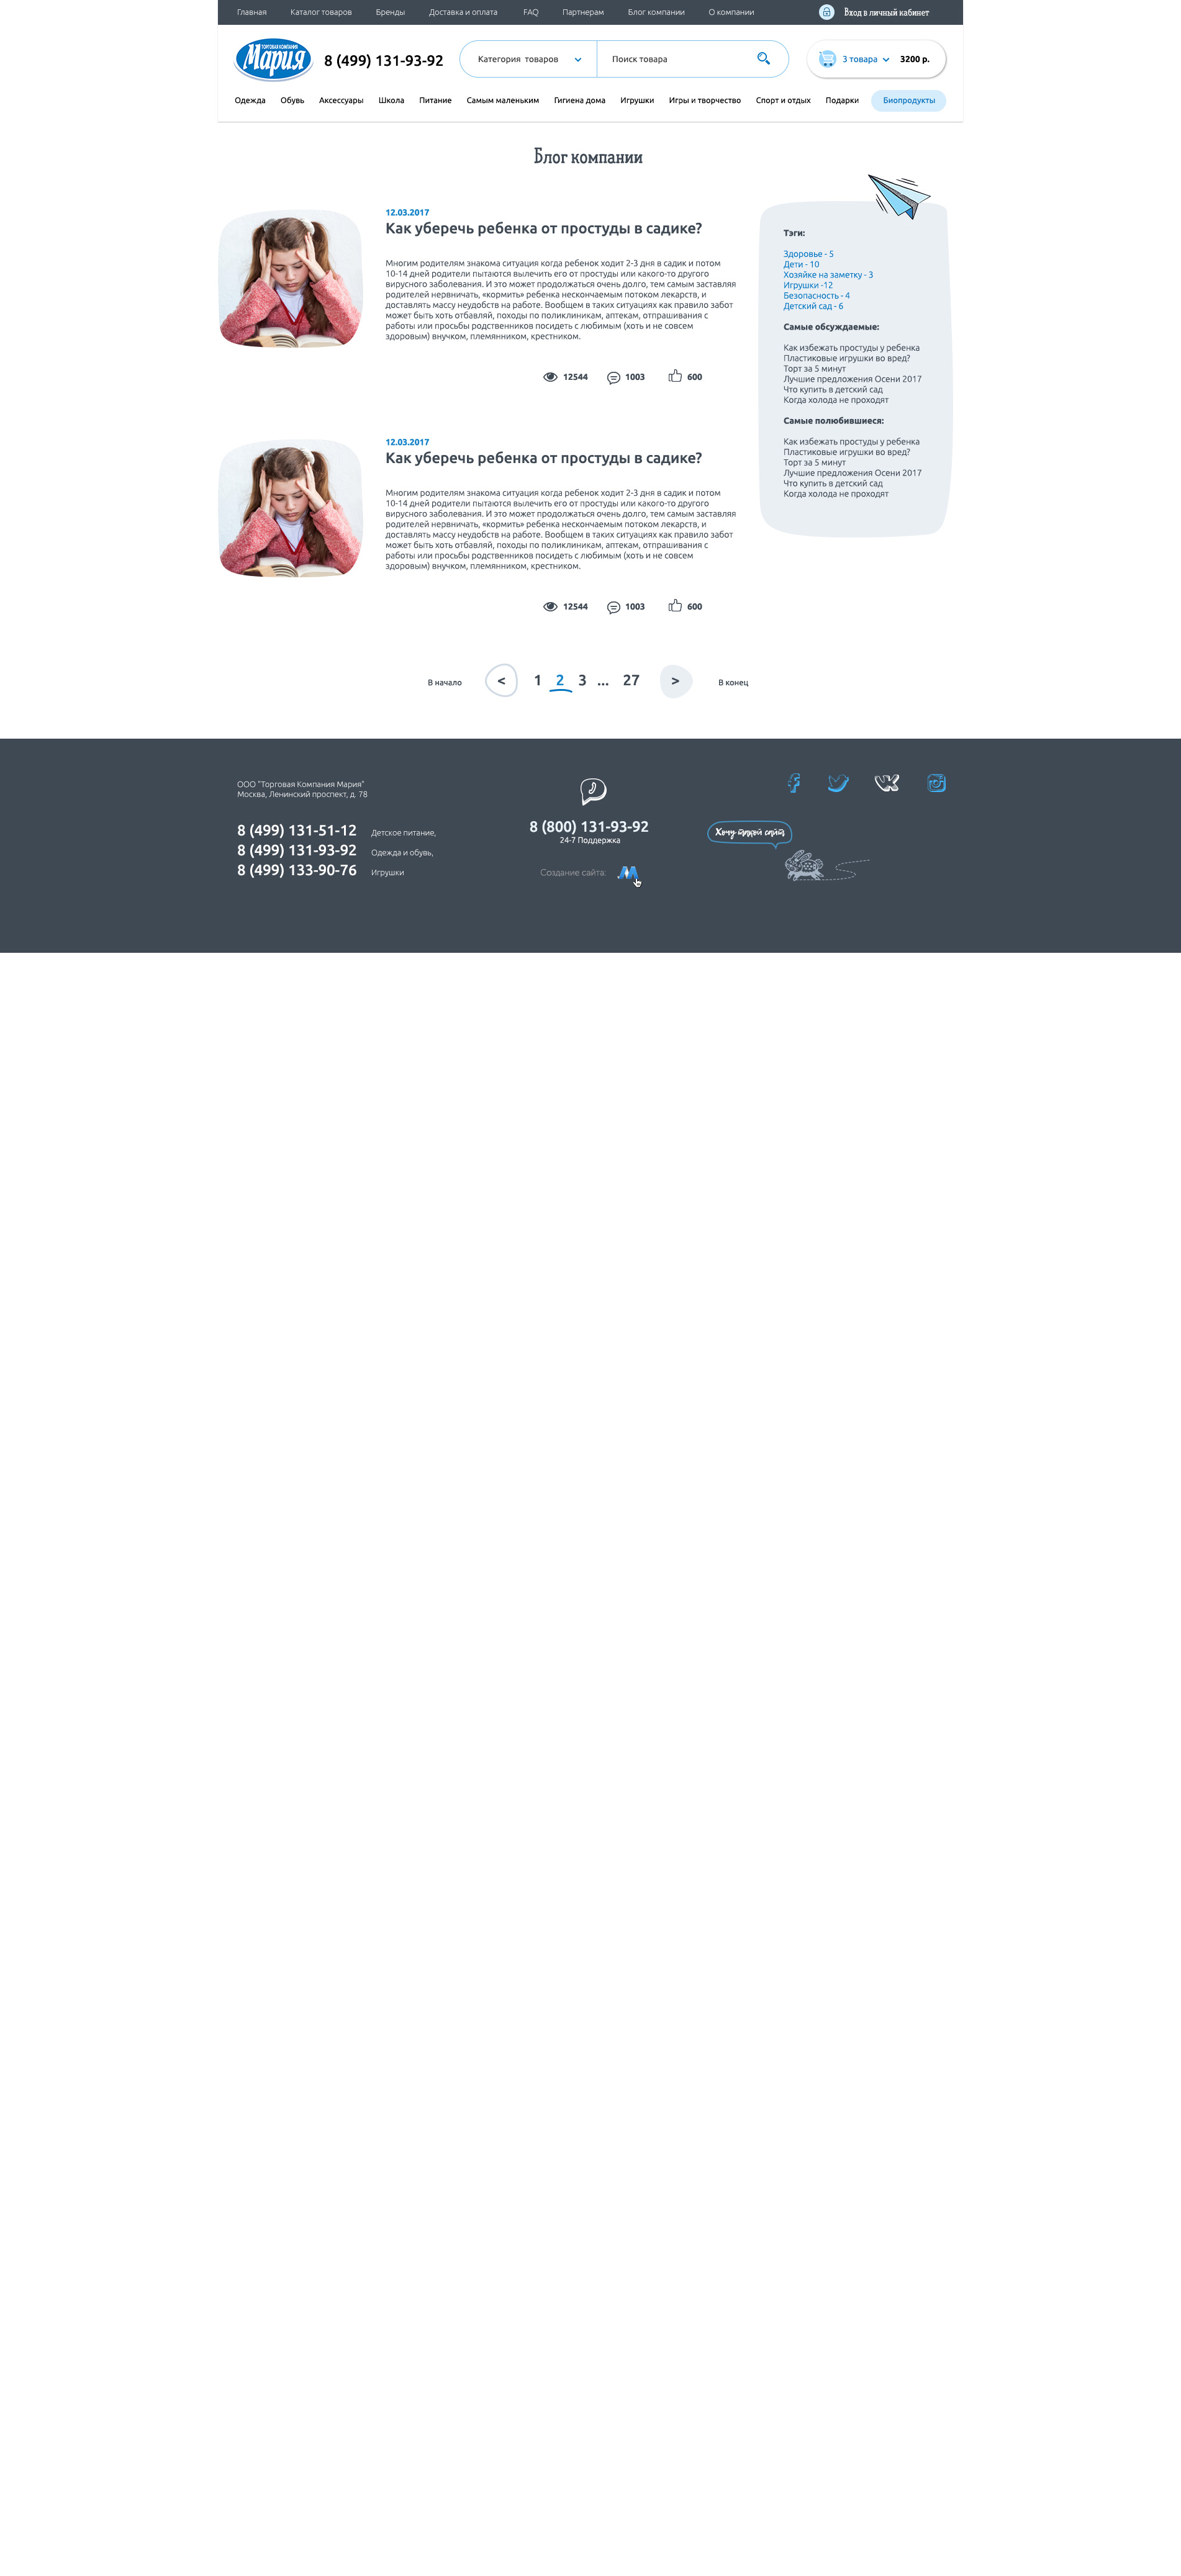 Главная Каталог товаров Бренды Доставка и оплата FAQ Партнерам Блог компании О компании Вход в личный кабинет
ТОРГОВАЯ КОМПАНИЯ
Мария
8 (499) 131-93-92
Категория товаров
Поиск товара
3 товара
3200 р.
Одежда Обувь Аксессуары Школа Питание Самым маленьким Гигиена дома Игрушки Игры и творчество Спорт и отдых Подарки Биопродукты
Блог компании
12.03.2017
Как уберечь ребенка от простуды в садике?
Многим родителям знакома ситуация когда ребенок ходит 2-3 дня в садик и потом
10-14 дней родители пытаются вылечить его от простуды или какого-то другого
вирусного заболевания. И это может продолжаться очень долго, тем самым заставляя
родителей нервничать, «кормить» ребенка нескончаемым потоком лекарств, и
доставлять массу неудобств на работе. Вообщем в таких ситуациях как правило забот
может быть хоть отбавляй, походы по поликлиникам, аптекам, отпрашивания с
работы или просьбы родственников посидеть с любимым (хоть и не совсем
здоровым) внучком, племянником, крестником.
12544 1003 600
12.03.2017
Как уберечь ребенка от простуды в садике?
Многим родителям знакома ситуация когда ребенок ходит 2-3 дня в садик и потом
10-14 дней родители пытаются вылечить его от простуды или какого-то другого
вирусного заболевания. И это может продолжаться очень долго, тем самым заставляя
родителей нервничать, «кормить» ребенка нескончаемым потоком лекарств, и
доставлять массу неудобств на работе. Вообщем в таких ситуациях как правило забот
может быть хоть отбавляй, походы по поликлиникам, аптекам, отпрашивания с
работы или просьбы родственников посидеть с любимым (хоть и не совсем
здоровым) внучком, племянником, крестником.
12544 1003 600
Тэги:
Здоровье - 5
Дети - 10
Хозяйке на заметку - 3
Игрушки -12
Безопасность - 4
Детский сад - 6
Самые обсуждаемые:
Как избежать простуды у ребенка
Пластиковые игрушки во вред?
Торт за 5 минут
Лучшие предложения Осени 2017
Что купить в детский сад
Когда холода не проходят
Самые полюбившиеся:
Как избежать простуды у ребенка
Пластиковые игрушки во вред?
Торт за 5 минут
Лучшие предложения Осени 2017
Что купить в детский сад
Когда холода не проходят
В начало < 1 2 3 ... 27 > В конец
ООО "Торговая Компания Мария"
Москва, Ленинский проспект, д. 78
8 (499) 131-51-12 Детское питание,
8 (499) 131-93-92 Одежда и обувь,
8 (499) 133-90-76 Игрушки
8 (800) 131-93-92
24-7 Поддержка
Создание сайта:
Хочу такой сайт